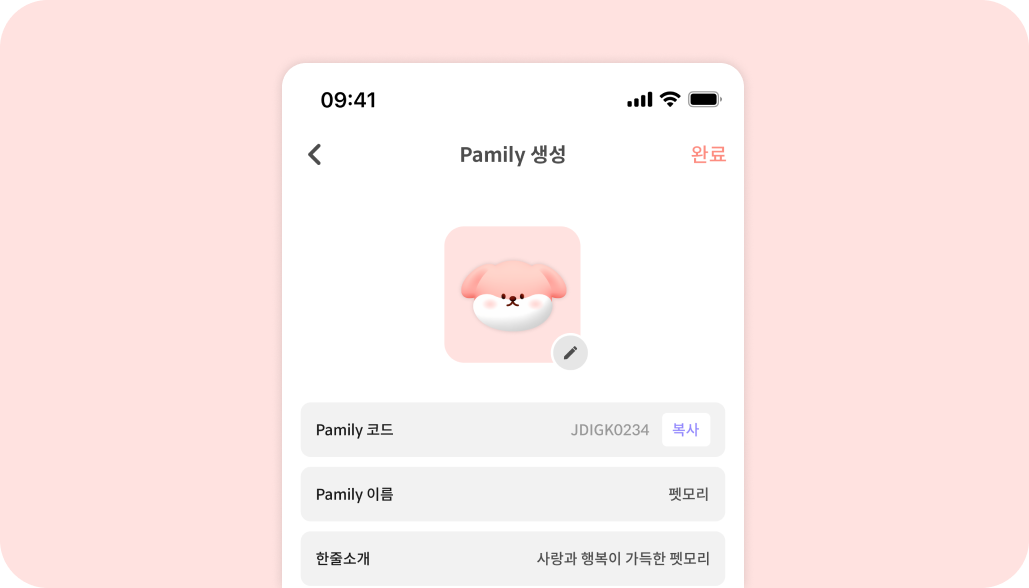 09:41
Pamily 생성
완료
Pamily 코드
JDIGK0234
복사
Pamily 이름
펫모리
한줄소개
사랑과 행복이 가득한 펫모리